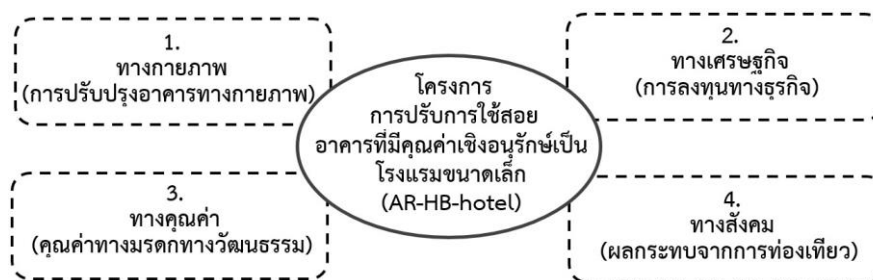 1.
ทางกายภาพ
(การปรับปรุงอาคารทางกายภาพ)
2.
ทางเศรษฐกิจ
(การลงทุนทางธุรกิจ)
โครงการ
การปรับการใช้สอย
อาคารที่มีคุณค่าเชิงอนุรักษ์เป็น
โรงแรมขนาดเล็ก
(AR-HB-hotel)
3.
ทางคุณค่า
(คุณค่าทางมรดกทางวัฒนธรรม)
4.
ทางสังคม
(ผลกระทบจากการท่องเที่ยว)